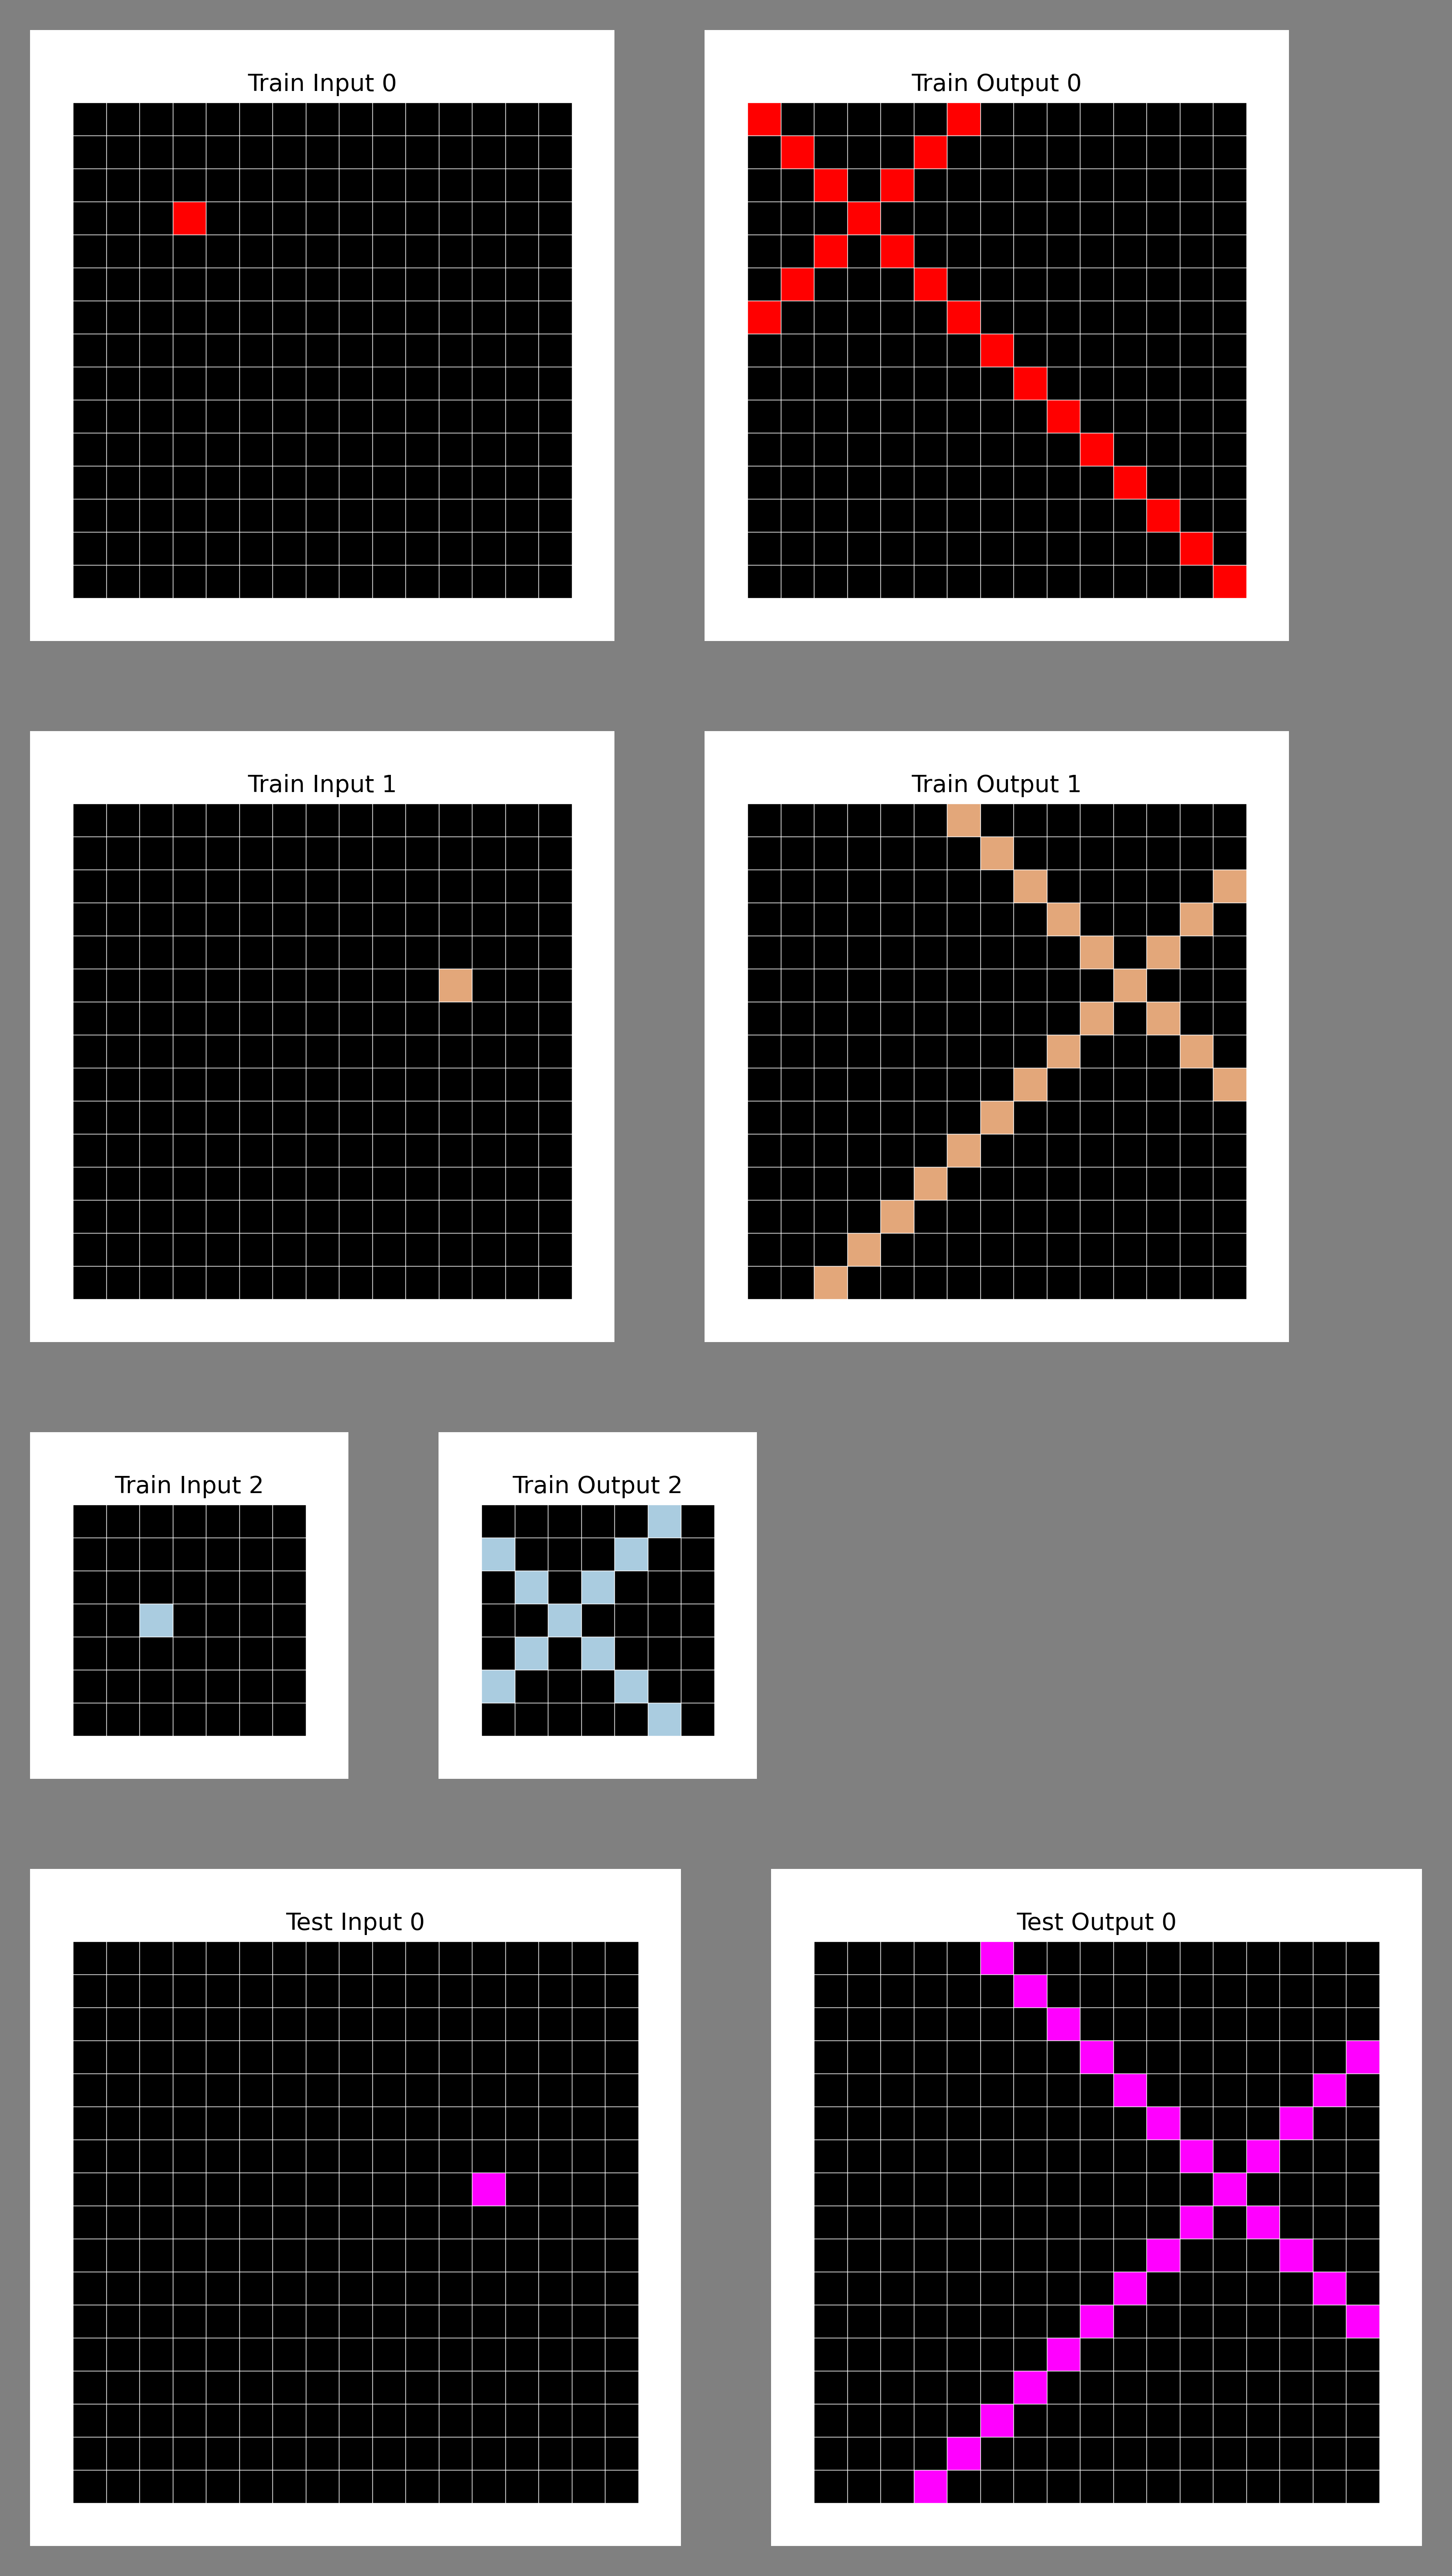 Train Input 0
Train Output 0
Train Input 1
Train Output 1
Train Input 2
Train Output 2
Test Input 0
Test Output 0